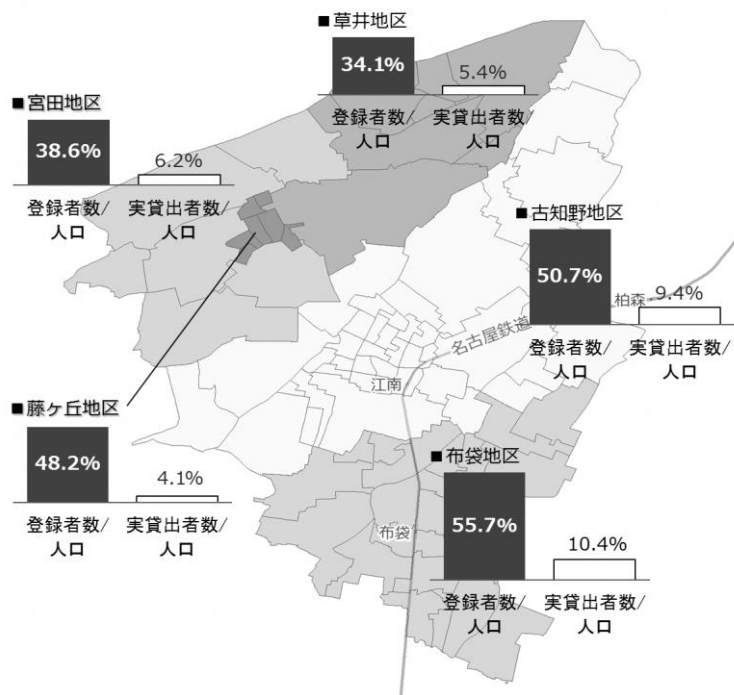 ■草井地区
34.1%
5.4%
登録者数/
人口
実貸出者数/
人口
■宮田地区
38.6%
6.2%
登録者数/
人口
実貸出者数/
人口
■古知野地区
50.7%
9.4%
登録者数/
人口
実貸出者数/
人口
柏森
名古屋鉄道
江南
■藤ヶ丘地区
48.2%
4.1%
登録者数/
人口
実貸出者数/
人口
■布袋地区
55.7%
10.4%
登録者数/
人口
実貸出者数/
人口
布袋